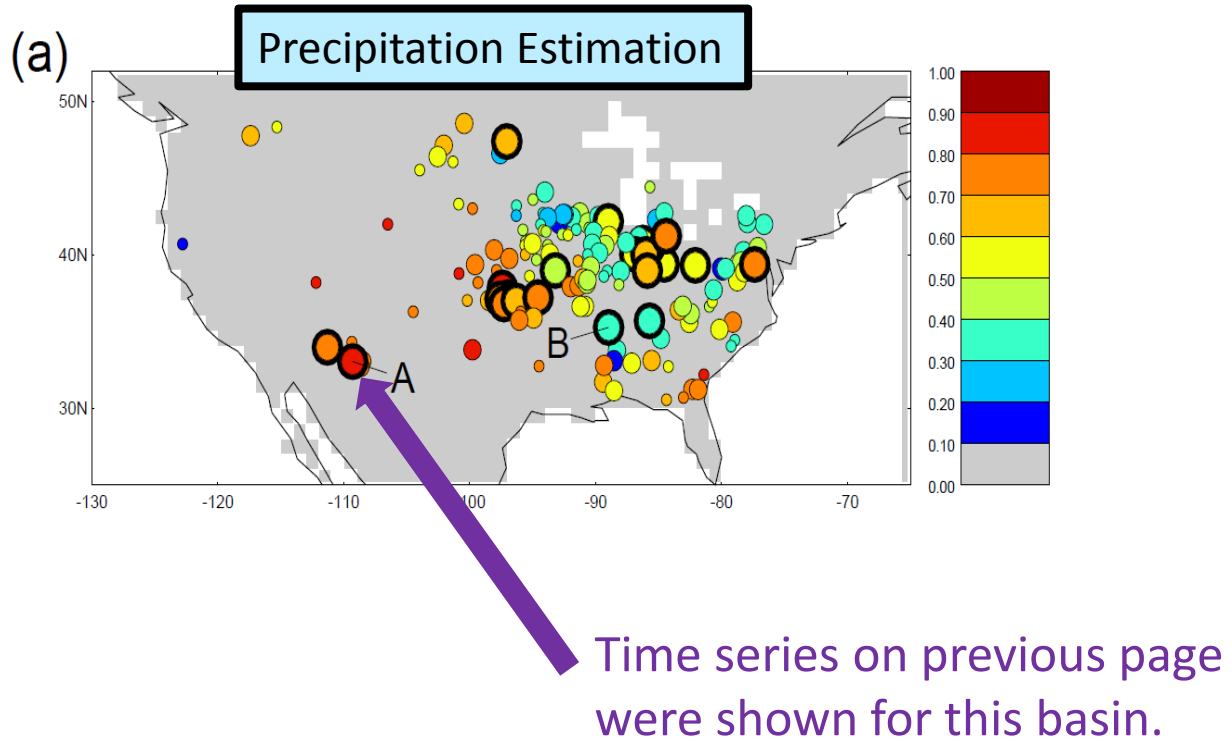 (a)
Precipitation Estimation
50N
40N
30N
-130
-120
-110
-100
-90
-80
-70
A
B
1.00
0.90
0.80
0.70
0.60
0.50
0.40
0.30
0.20
0.10
0.00
Time series on previous page
were shown for this basin.